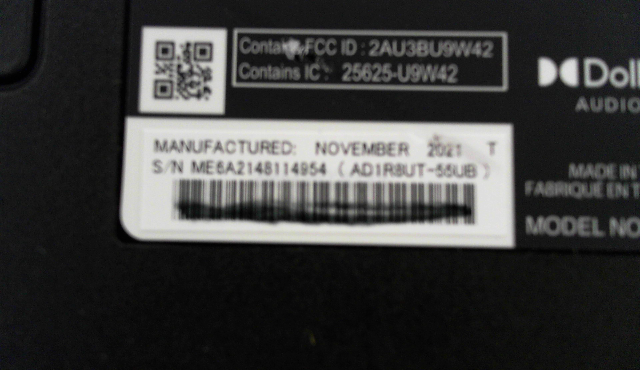 Contains FCC ID : 2AU3BU9W42
Contains IC : 25625-U9W42
MANUFACTURED: NOVEMBER 2021 T
S/N ME6A2148114954 ( AD1R8UT-55UB )
AUDIO
MADE IN
FABRIQUÉ EN
MODEL NO